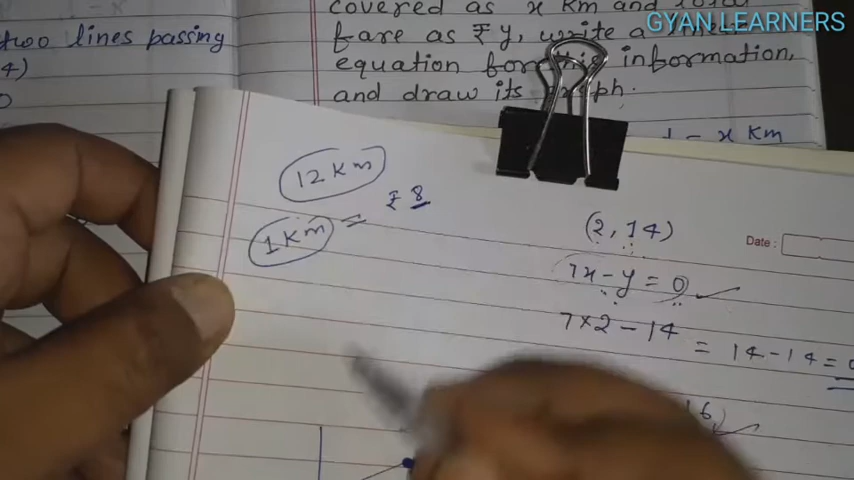 two lines passing
4)
covered as x km and total
fare as ₹ y, write a linear
equation for this information,
and draw its graph.
GYAN LEARNERS
= x km
12 km
1 km = ₹ 8
(2, 14)
Date :
7x - y = 0
7×2 - 14
= 14 - 14 = 0